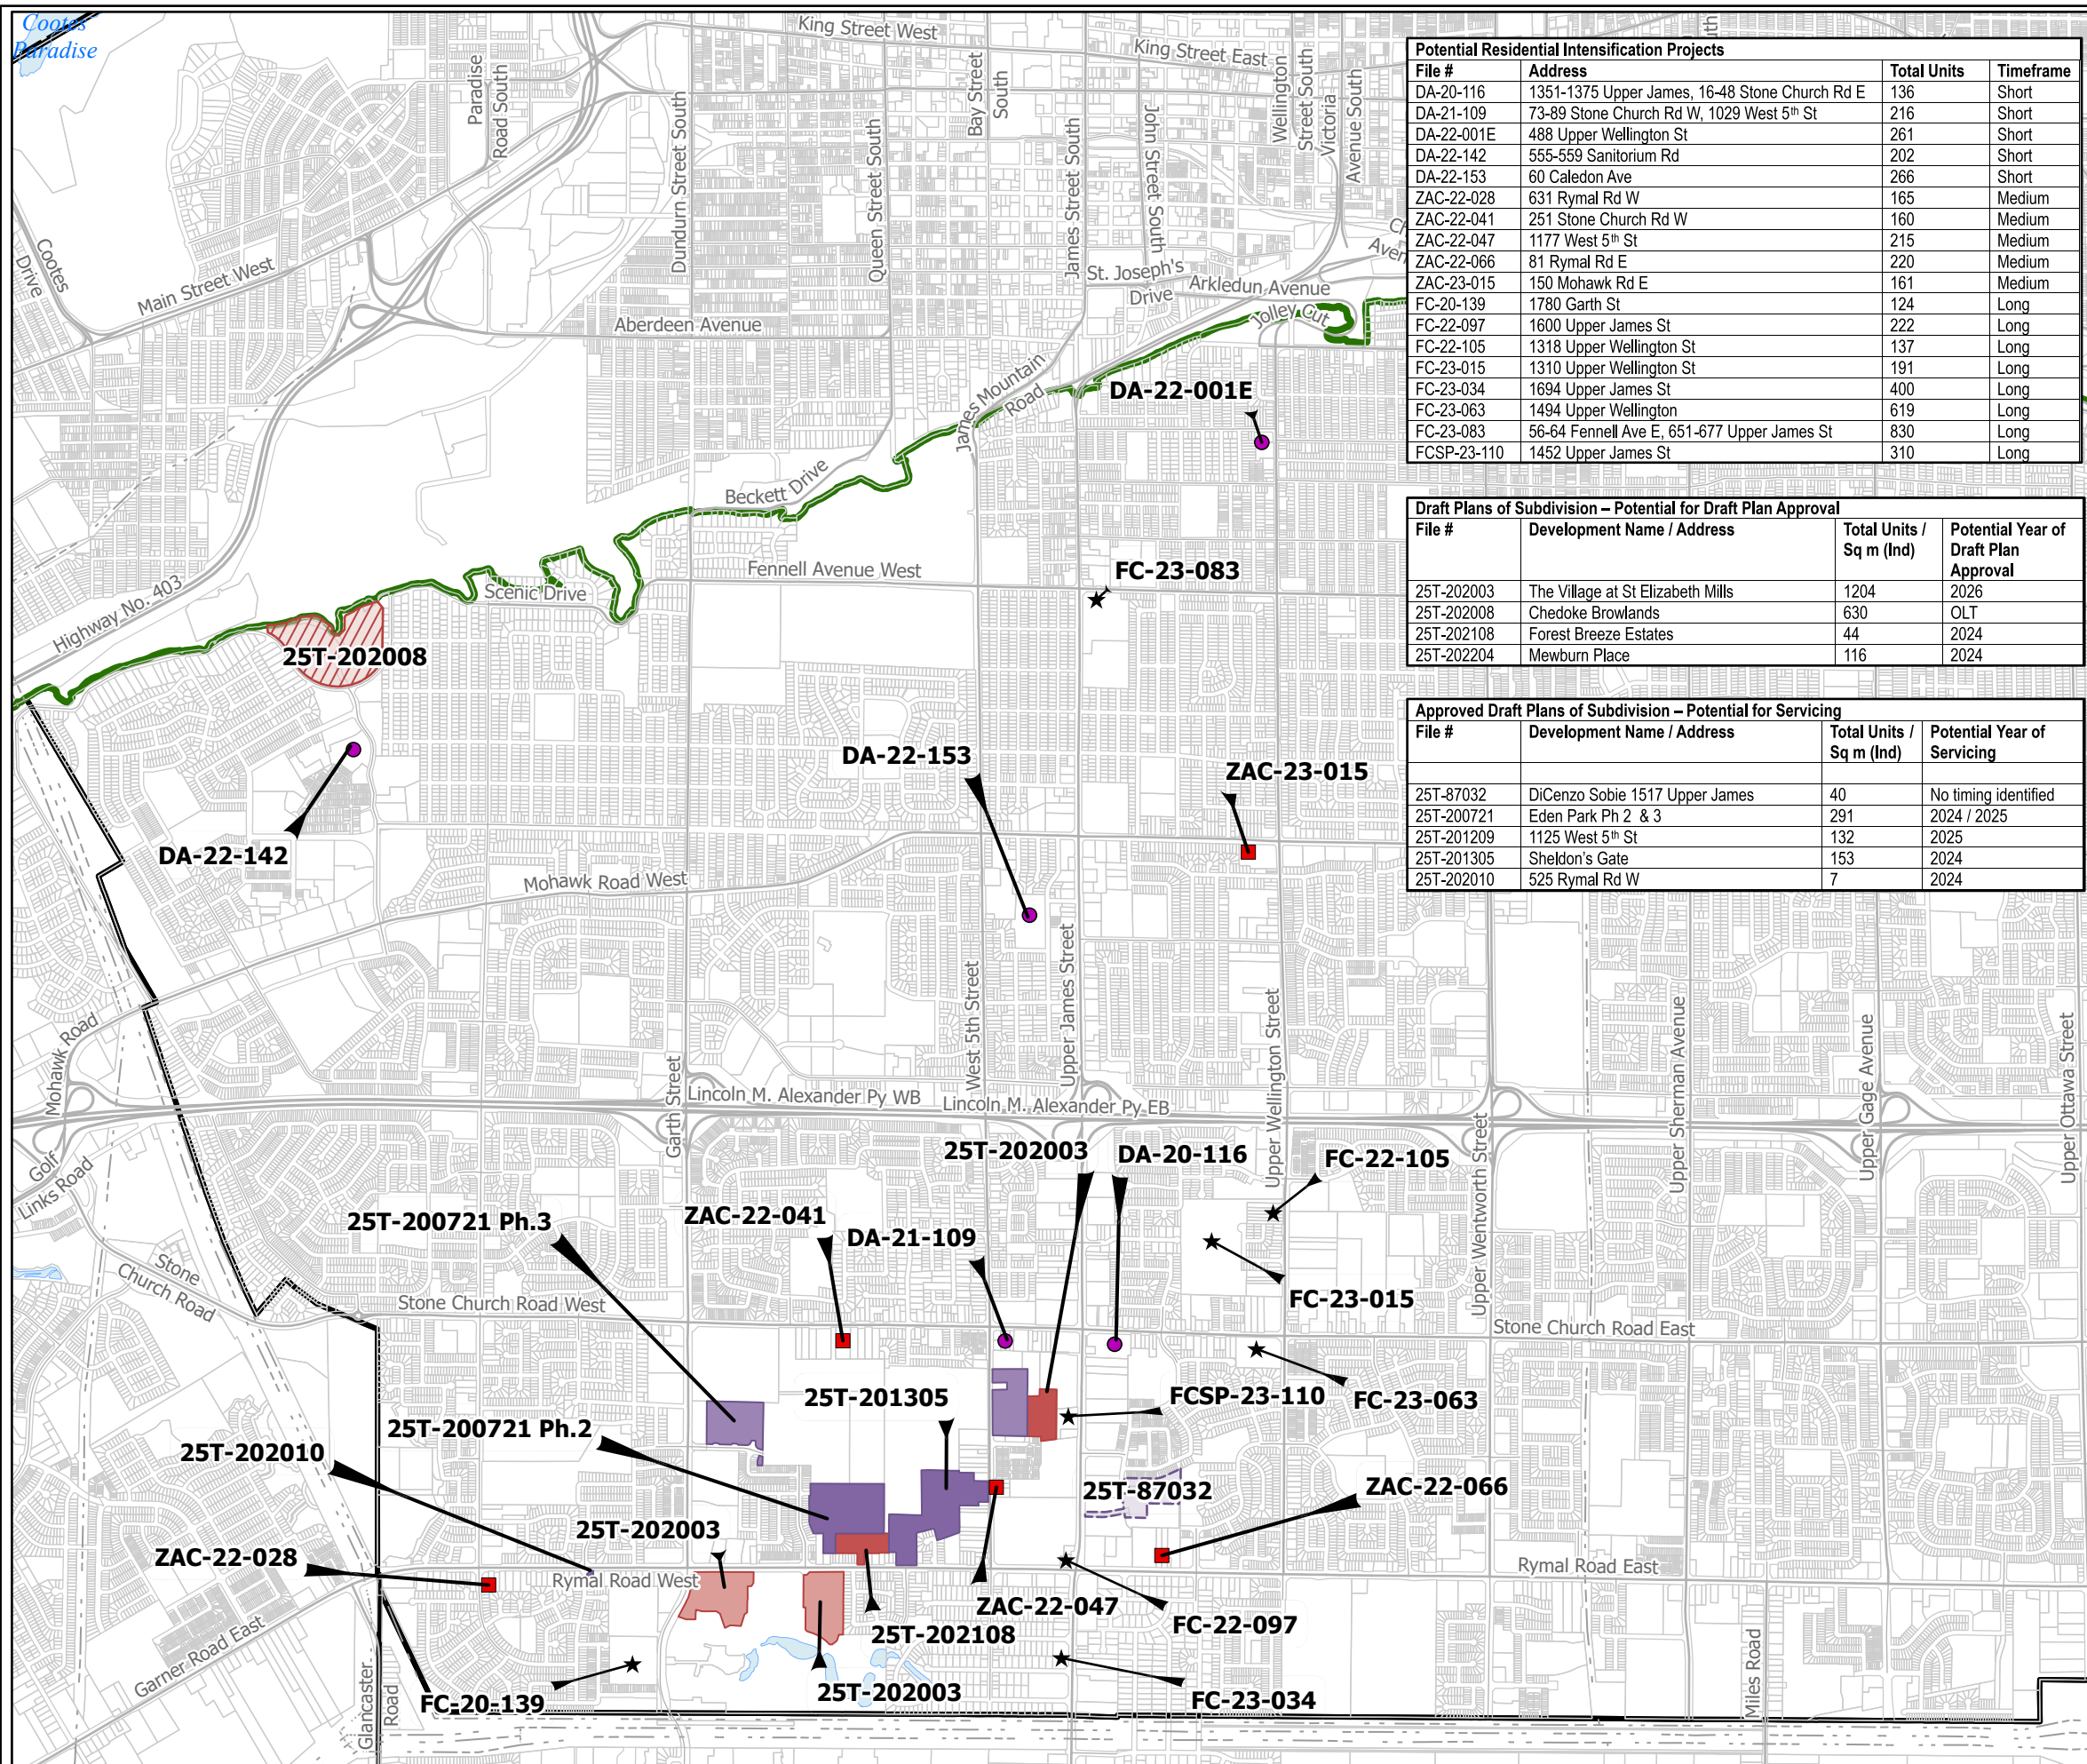 Cootes
Paradise
King Street West
King Street East
Paradise
Road South
Dundurn Street South
Queen Street South
Bay Street
South
James Street South
John Street South
Wellington
Street South
Victoria
Avenue South
Cootes
Drive
Main Street West
Aberdeen Avenue
St. Joseph's
Drive
Arkledun Avenue
Jolley Cut
James Mountain
Road
Beckett Drive
Fennell Avenue West
Scenic Drive
Highway No. 403
Potential Residential Intensification Projects
File # Address Total Units Timeframe
DA-20-116 1351-1375 Upper James, 16-48 Stone Church Rd E 136 Short
DA-21-109 73-89 Stone Church Rd W, 1029 West 5th St 216 Short
DA-22-001E 488 Upper Wellington St 261 Short
DA-22-142 555-559 Sanitorium Rd 202 Short
DA-22-153 60 Caledon Ave 266 Short
ZAC-22-028 631 Rymal Rd W 165 Medium
ZAC-22-041 251 Stone Church Rd W 160 Medium
ZAC-22-047 1177 West 5th St 215 Medium
ZAC-22-066 81 Rymal Rd E 220 Medium
ZAC-23-015 150 Mohawk Rd E 161 Medium
FC-20-139 1780 Garth St 124 Long
FC-22-097 1600 Upper James St 222 Long
FC-22-105 1318 Upper Wellington St 137 Long
FC-23-015 1310 Upper Wellington St 191 Long
FC-23-034 1694 Upper James St 400 Long
FC-23-063 1494 Upper Wellington 619 Long
FC-23-083 56-64 Fennell Ave E, 651-677 Upper James St 830 Long
FCSP-23-110 1452 Upper James St 310 Long
Draft Plans of Subdivision – Potential for Draft Plan Approval
File # Development Name / Address Total Units / Potential Year of
Sq m (Ind) Draft Plan
Approval
25T-202003 The Village at St Elizabeth Mills 1204 2026
25T-202008 Chedoke Browlands 630 OLT
25T-202108 Forest Breeze Estates 44 2024
25T-202204 Mewburn Place 116 2024
Approved Draft Plans of Subdivision – Potential for Servicing
File # Development Name / Address Total Units / Potential Year of
Sq m (Ind) Servicing
25T-87032 DiCenzo Sobie 1517 Upper James 40 No timing identified
25T-200721 Eden Park Ph 2 & 3 291 2024 / 2025
25T-201209 1125 West 5th St 132 2025
25T-201305 Sheldon's Gate 153 2024
25T-202010 525 Rymal Rd W 7 2024
DA-22-001E
FC-23-083
25T-202008
DA-22-153
ZAC-23-015
DA-22-142
Mohawk Road West
Mohawk Road
West 5th Street
Upper James Street
Upper Wellington Street
Garth Street
Upper Wentworth Street
Upper Sherman Avenue
Upper Gage Avenue
Upper Ottawa Street
Lincoln M. Alexander Py WB
Lincoln M. Alexander Py EB
Golf
Links Road
25T-202003
DA-20-116
FC-22-105
ZAC-22-041
DA-21-109
25T-200721 Ph.3
FC-23-015
Stone
Church Road
Stone Church Road West
Stone Church Road East
25T-201305
FCSP-23-110
FC-23-063
25T-200721 Ph.2
25T-202010
25T-87032
ZAC-22-066
25T-202003
ZAC-22-028
Rymal Road West
Rymal Road East
ZAC-22-047
FC-22-097
25T-202108
Garner Road East
Glancaster
Road
FC-20-139
25T-202003
FC-23-034
Miles Road